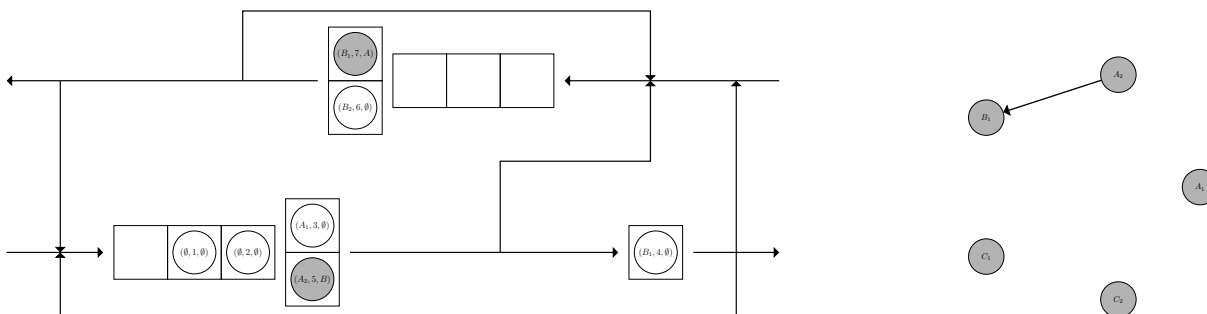 (B₁, 7, A)
(B₂, 6, ∅)
(∅, 1, ∅)
(∅, 2, ∅)
(A₁, 3, ∅)
(A₂, 5, B)
(B₁, 4, ∅)
A₂
B₁
A₁
C₁
C₂